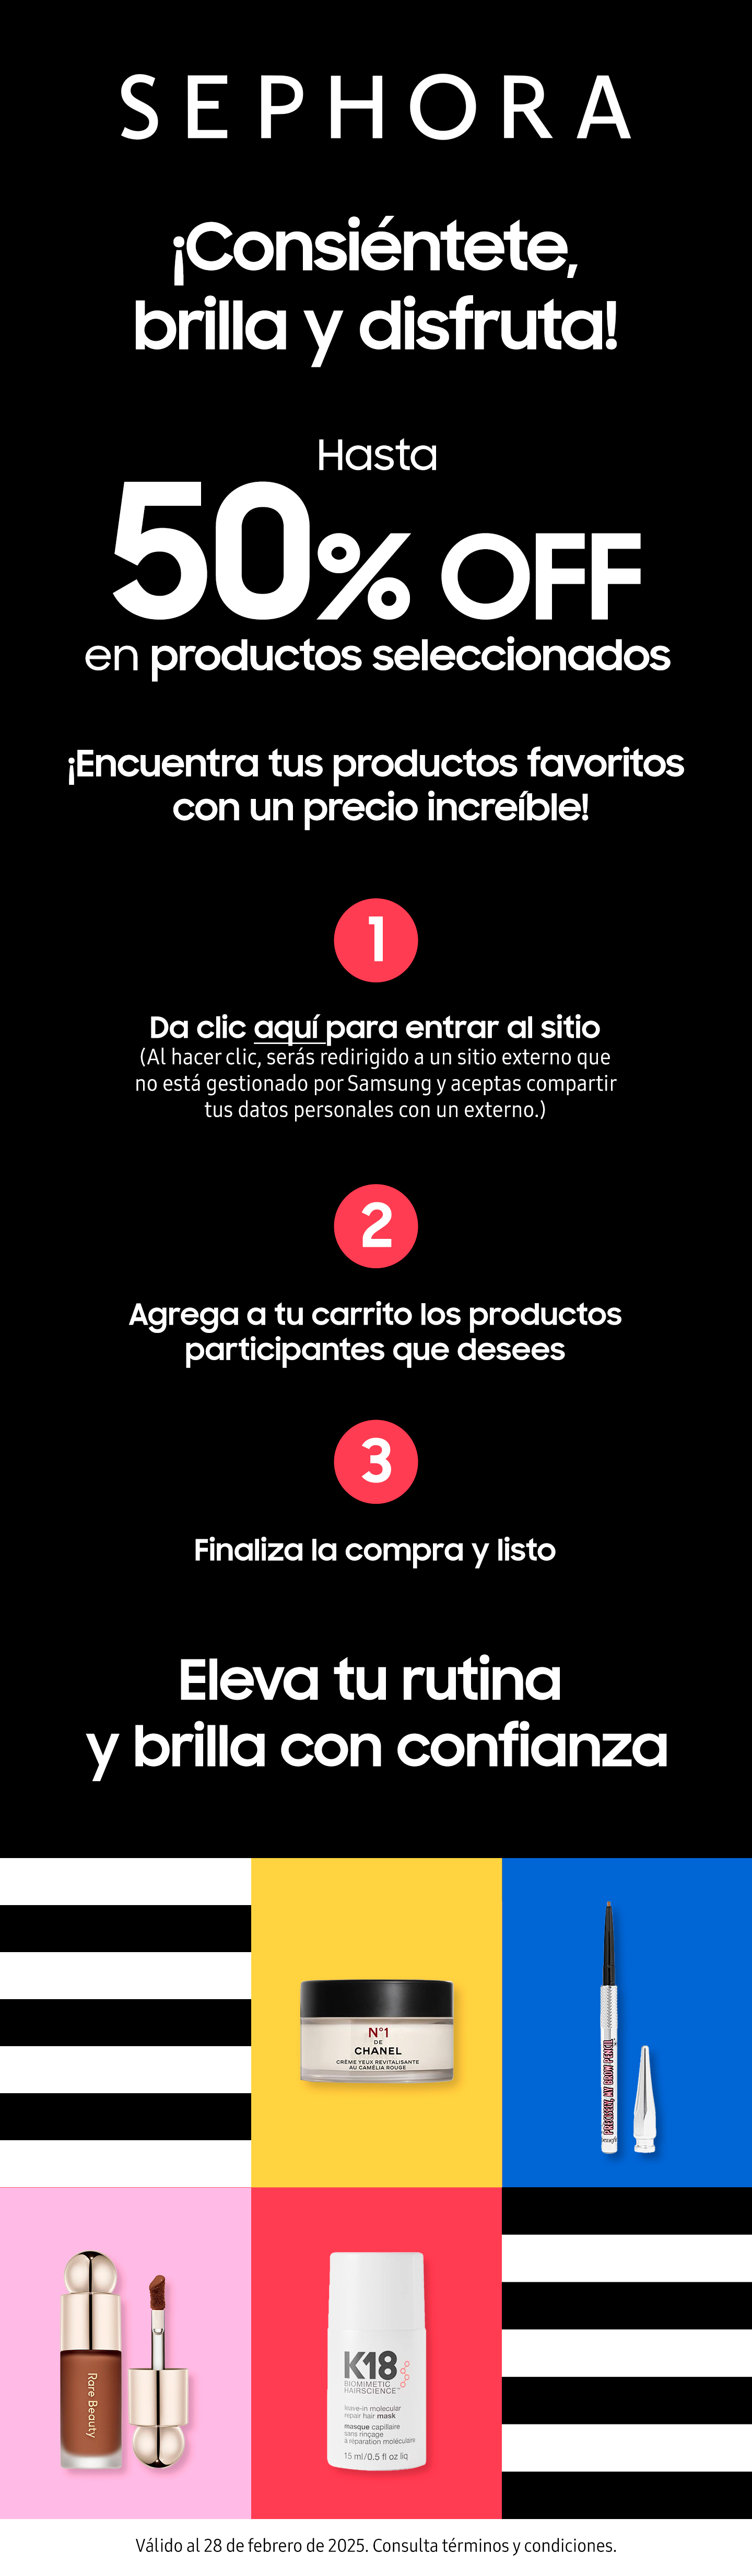 SEPHORA
¡Consiéntete,
brilla y disfruta!
Hasta
50% OFF
en productos seleccionados
¡Encuentra tus productos favoritos
con un precio increíble!
1
Da clic aquí para entrar al sitio
(Al hacer clic, serás redirigido a un sitio externo que
no está gestionado por Samsung y aceptas compartir
tus datos personales con un externo.)
2
Agrega a tu carrito los productos
participantes que desees
3
Finaliza la compra y listo
Eleva tu rutina
y brilla con confianza
N°1
DE
CHANEL
CRÈME YEUX REVITALISANTE
AU CAMÉLIA ROUGE
PRECISELY, MY BROW PENCIL
benefit
Rare Beauty
K18
BIOMIMETIC
HAIRSCIENCE™
leave-in molecular
repair hair mask
masque capillaire
sans rinçage
à réparation moléculaire
15 ml/0.5 fl oz liq
Válido al 28 de febrero de 2025. Consulta términos y condiciones.